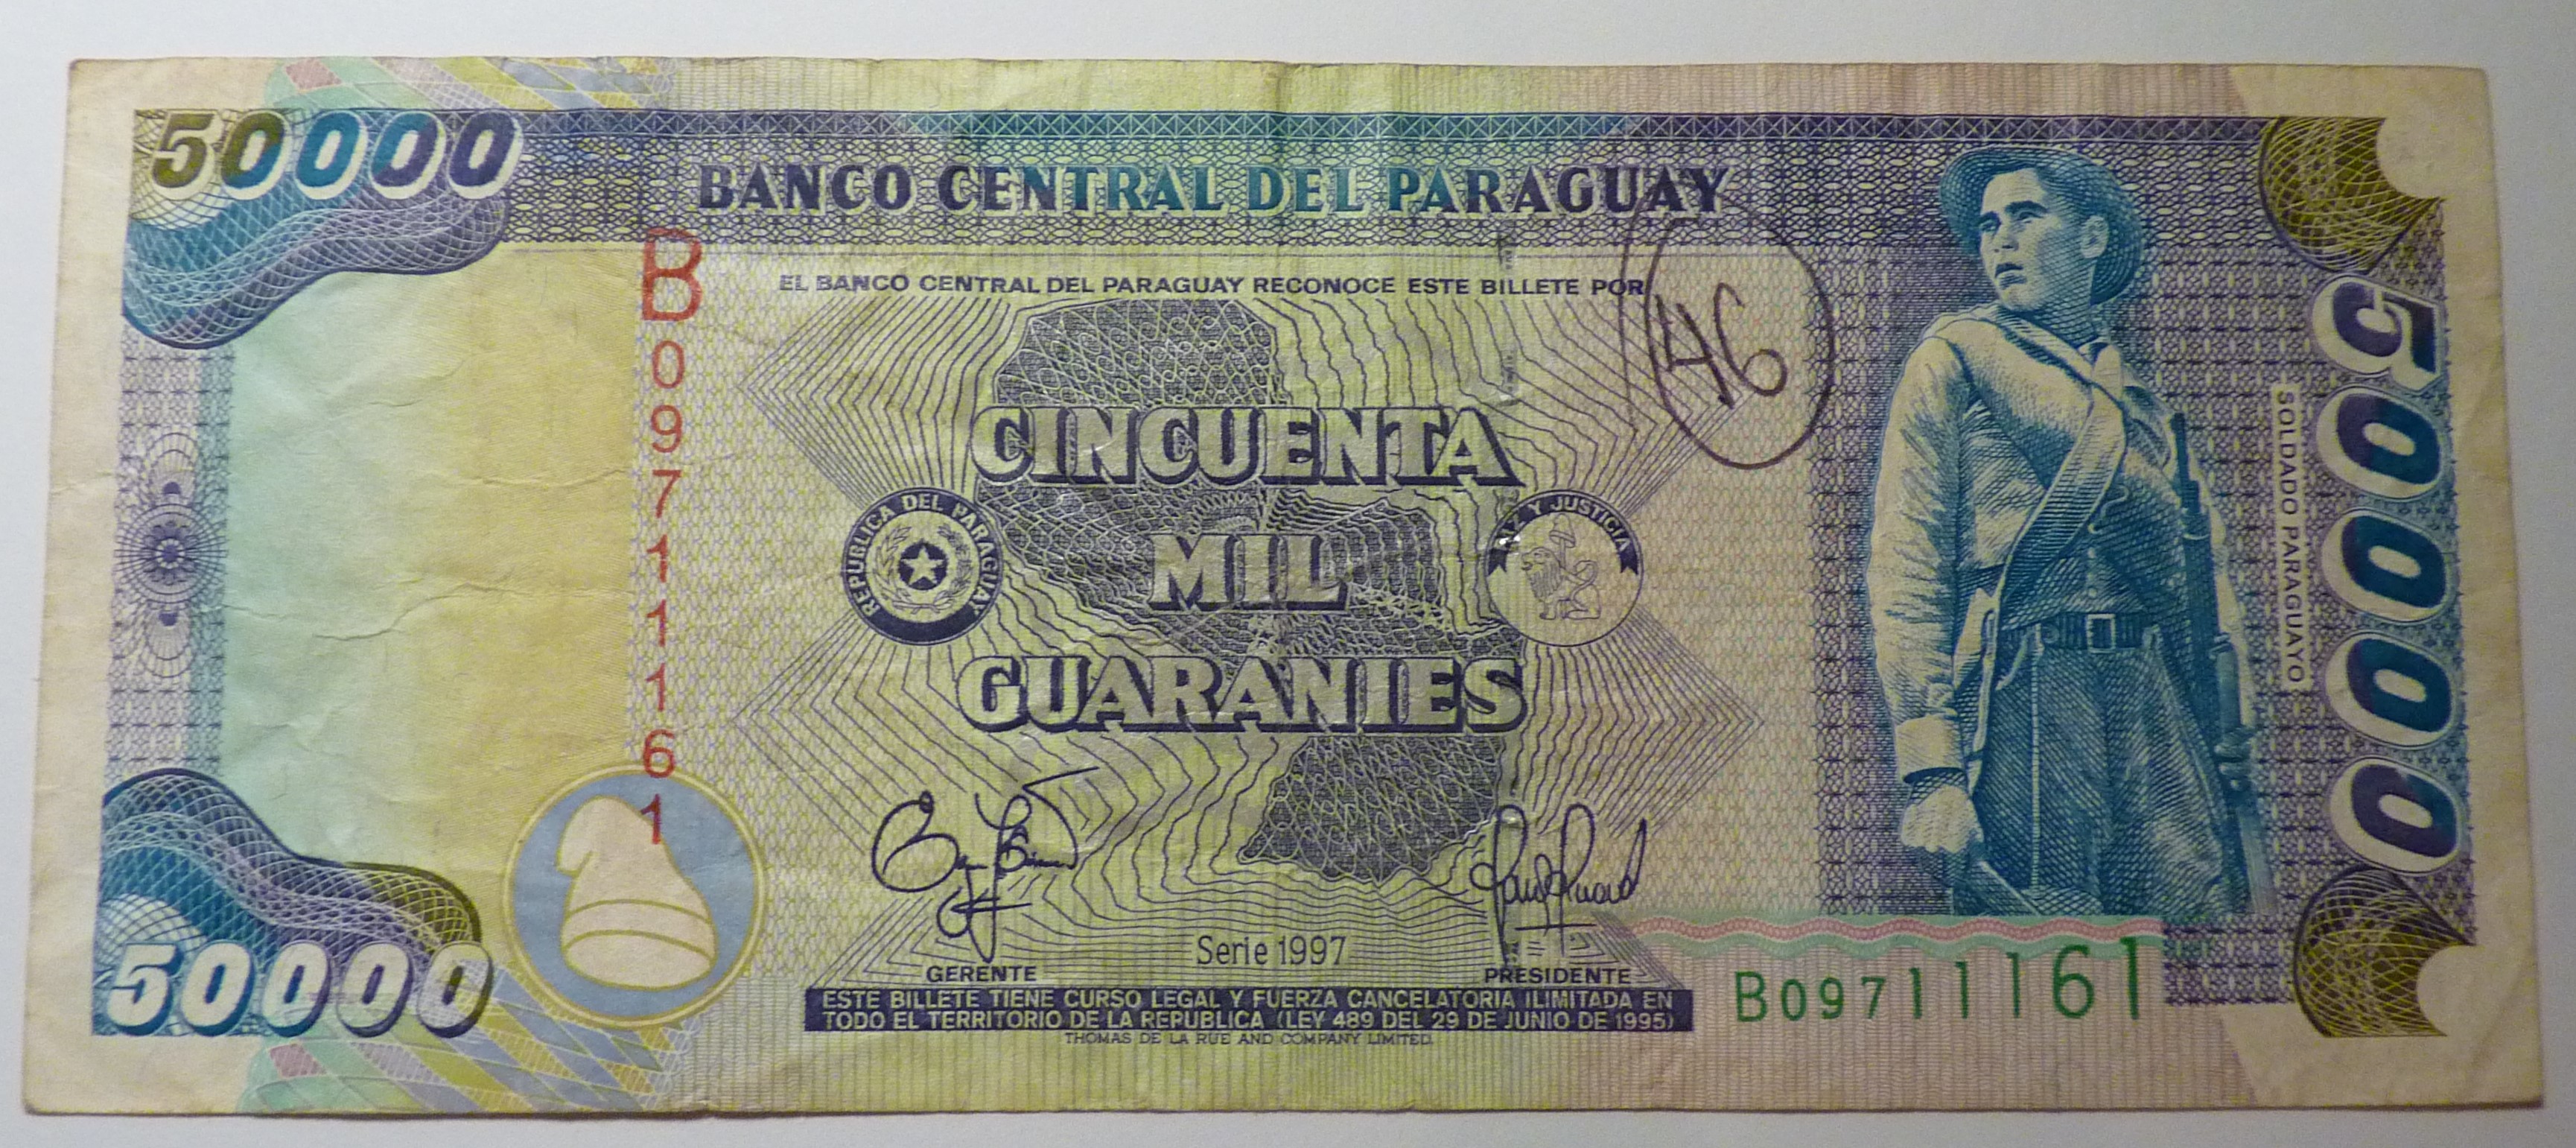 50000
BANCO CENTRAL DEL PARAGUAY
EL BANCO CENTRAL DEL PARAGUAY RECONOCE ESTE BILLETE POR
46
B09711161
CINCUENTA
MIL
GUARANIES
REPUBLICA DEL PARAGUAY
PAZ Y JUSTICIA
SOLDADO PARAGUAYO
50000
Serie 1997
GERENTE
PRESIDENTE
50000
ESTE BILLETE TIENE CURSO LEGAL Y FUERZA CANCELATORIA ILIMITADA EN
TODO EL TERRITORIO DE LA REPUBLICA (LEY 489 DEL 29 DE JUNIO DE 1995)
THOMAS DE LA RUE AND COMPANY LIMITED.
B09711161